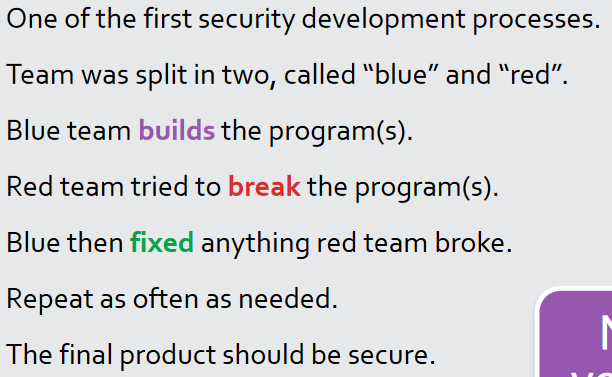 One of the first security development processes.
Team was split in two, called “blue” and “red”.
Blue team builds the program(s).
Red team tried to break the program(s).
Blue then fixed anything red team broke.
Repeat as often as needed.
The final product should be secure.